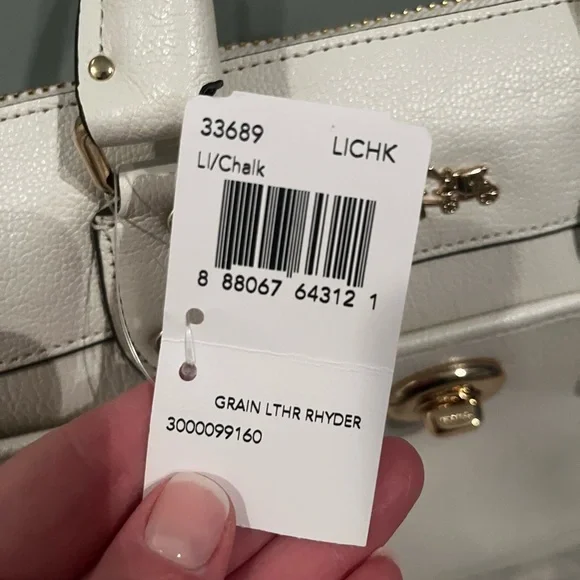 33689 LICHK
LI/Chalk
8 88067 64312 1
GRAIN LTHR RHYDER
3000099160